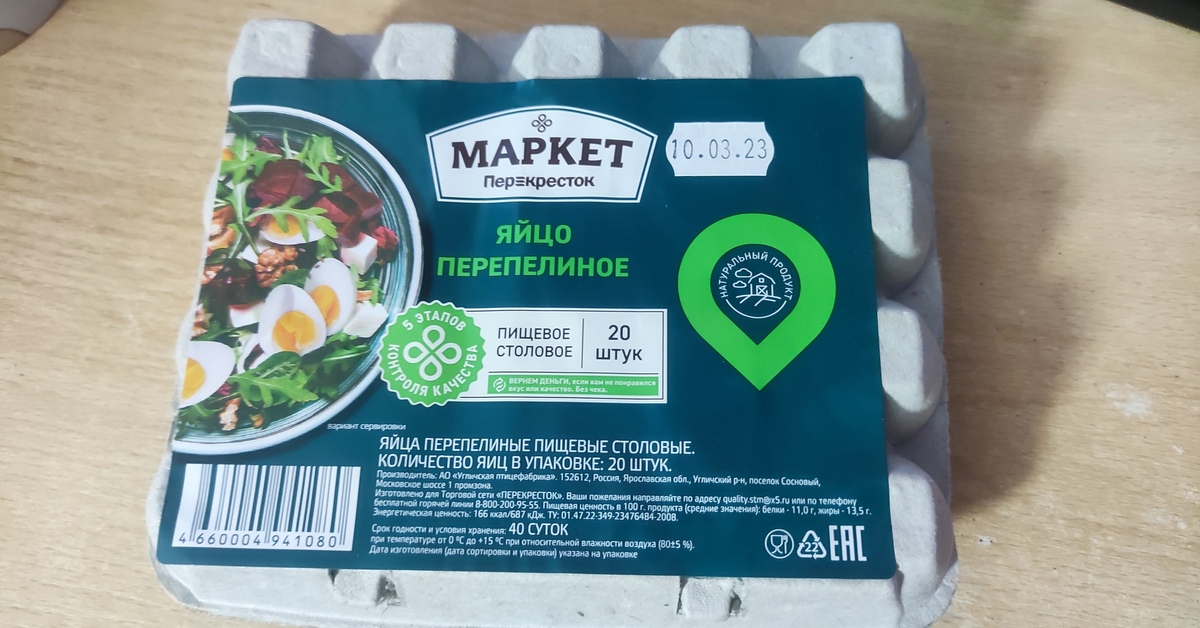 МАРКЕТ
Перекресток
10.03.23
ЯЙЦО
ПЕРЕПЕЛИНОЕ
НАТУРАЛЬНЫЙ ПРОДУКТ
5 ЭТАПОВ
КОНТРОЛЯ КАЧЕСТВА
ПИЩЕВОЕ
СТОЛОВОЕ
20
штук
ВЕРНЕМ ДЕНЬГИ, если вам не понравился
вкус или качество. Без чека.
вариант сервировки
ЯЙЦА ПЕРЕПЕЛИНЫЕ ПИЩЕВЫЕ СТОЛОВЫЕ.
КОЛИЧЕСТВО ЯИЦ В УПАКОВКЕ: 20 ШТУК.
Производитель: АО «Угличская птицефабрика». 152612, Россия, Ярославская обл., Угличский р-н, поселок Сосновый,
Московское шоссе 1 промзона.
Изготовлено для Торговой сети «ПЕРЕКРЕСТОК». Ваши пожелания направляйте по адресу quality.stm@x5.ru или по телефону
бесплатной горячей линии 8-800-200-95-55. Пищевая ценность в 100 г. продукта (средние значения): белки - 11,0 г, жиры - 13,5 г.
Энергетическая ценность: 166 ккал/687 кДж. ТУ: 01.47.22-349-23476484-2008.
Срок годности и условия хранения: 40 СУТОК
при температуре от 0 ºС до +15 ºС при относительной влажности воздуха (80±5 %).
Дата изготовления (дата сортировки и упаковки) указана на упаковке
4 660004 941080
22
EAC